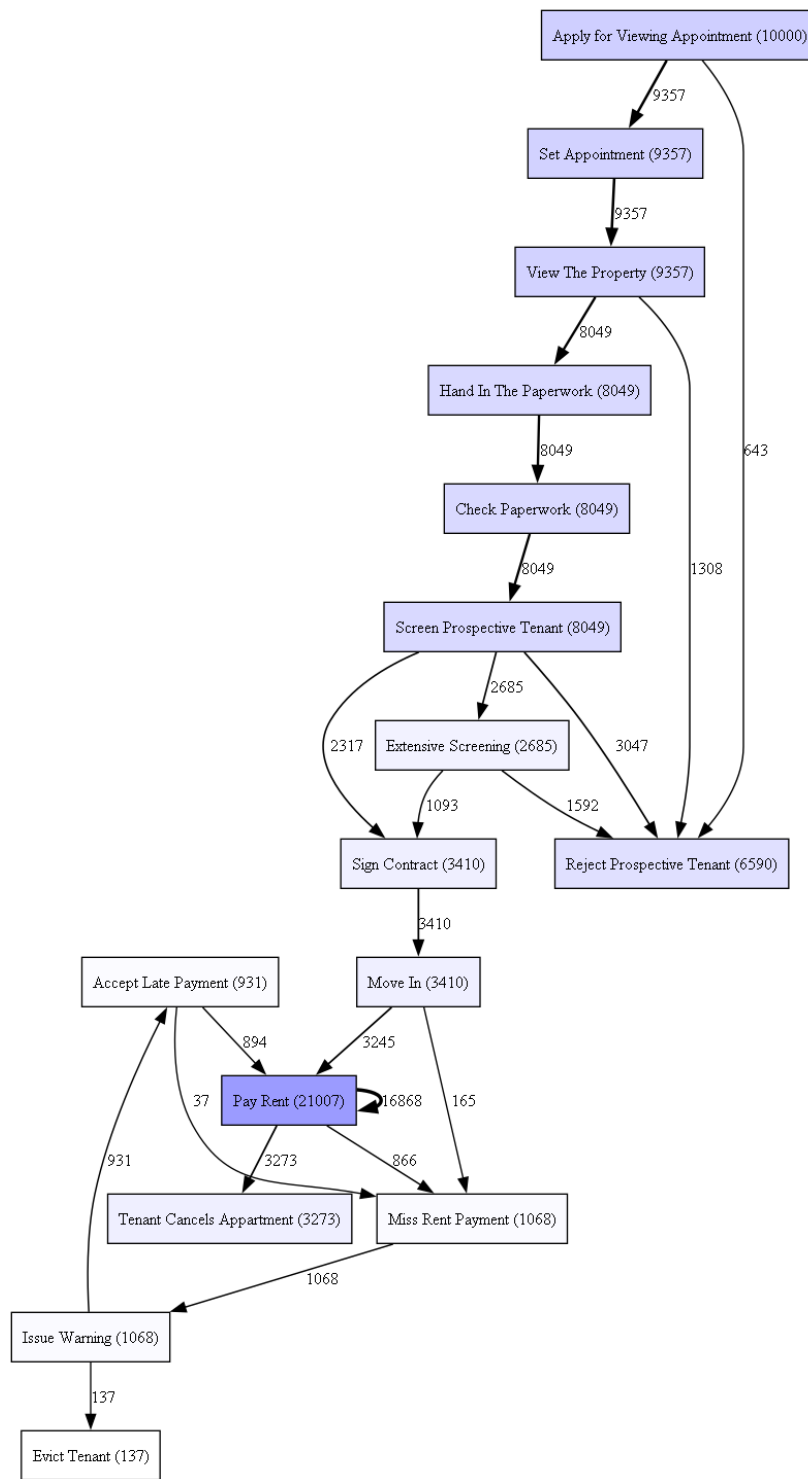 Apply for Viewing Appointment (10000)
9357
Set Appointment (9357)
9357
View The Property (9357)
8049
Hand In The Paperwork (8049)
8049
643
Check Paperwork (8049)
8049
1308
Screen Prospective Tenant (8049)
2685
2317
Extensive Screening (2685)
3047
1093
1592
Sign Contract (3410)
Reject Prospective Tenant (6590)
3410
Accept Late Payment (931)
Move In (3410)
894
3245
37
Pay Rent (21007)
16868
165
931
3273
866
Tenant Cancels Appartment (3273)
Miss Rent Payment (1068)
1068
Issue Warning (1068)
137
Evict Tenant (137)